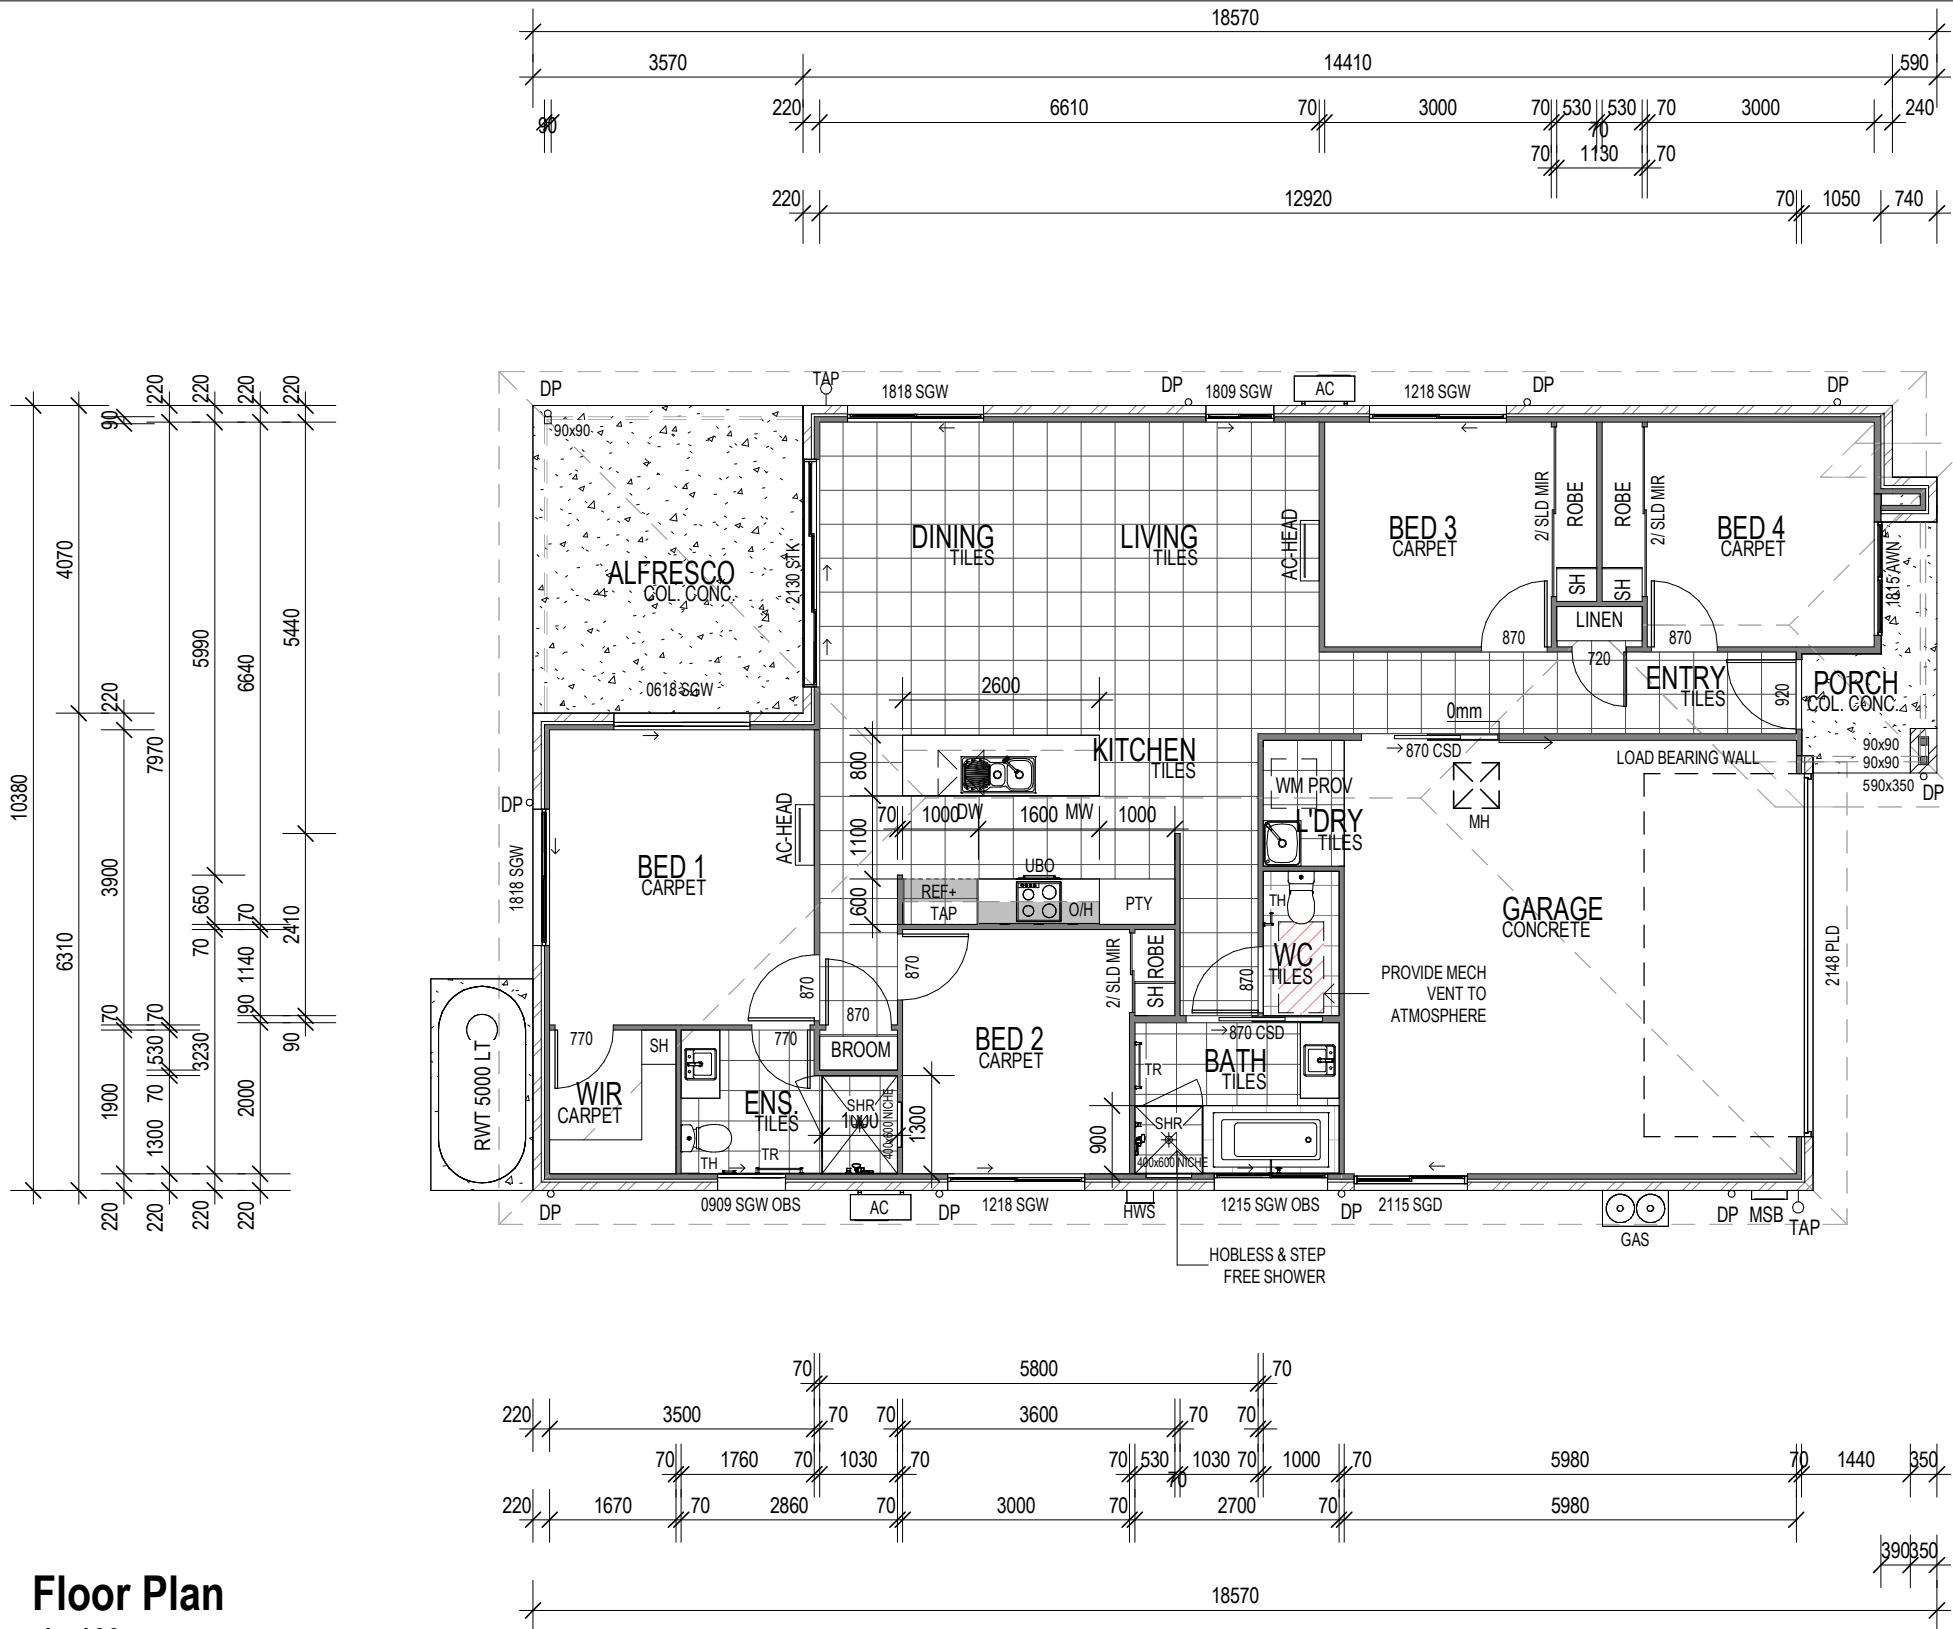 18570
3570
14410
590
90
220
6610
70
3000
70
530
70
530
70
3000
240
70
1130
70
220
12920
70
1050
740
220
220
220
220
90
4070
5440
5990
6640
220
7970
10380
3900
650
70
70
2410
6310
1140
70
70
90
530
3230
90
1900
70
2000
1300
220
220
220
220
DP
TAP
1818 SGW
DP
1809 SGW
AC
1218 SGW
DP
DP
90x90
2/ SLD MIR
ROBE
ROBE
2/ SLD MIR
DINING
TILES
LIVING
TILES
AC-HEAD
BED 3
CARPET
BED 4
CARPET
ALFRESCO
COL. CONC.
2130 STK
1815 AWN
SH
SH
LINEN
870
720
870
0618 SGW
2600
ENTRY
TILES
920
PORCH
COL. CONC.
0mm
KITCHEN
TILES
870 CSD
LOAD BEARING WALL
90x90
90x90
590x350
DP
800
WM PROV
DP
70
1000
DW
1600
MW
1000
MH
L'DRY
TILES
AC-HEAD
1100
BED 1
CARPET
1818 SGW
UBO
REF+
TAP
O/H
PTY
600
TH
GARAGE
CONCRETE
WC
TILES
2148 PLD
870
870
2/ SLD MIR
ROBE
SH
870
PROVIDE MECH
VENT TO
ATMOSPHERE
870
870 CSD
770
SH
770
BROOM
BED 2
CARPET
BATH
TILES
TR
RWT 5000 LT
WIR
CARPET
ENS.
TILES
SHR
1000
400x600 NICHE
1300
900
SHR
400x600 NICHE
TH
TR
DP
0909 SGW OBS
AC
DP
1218 SGW
HWS
1215 SGW OBS
DP
2115 SGD
GAS
DP
MSB
TAP
HOBLESS & STEP
FREE SHOWER
70
5800
70
220
3500
70
70
3600
70
70
70
1760
70
1030
70
70
530
70
1030
70
1000
70
5980
70
1440
350
220
1670
70
2860
70
3000
70
2700
70
5980
390
350
18570
Floor Plan